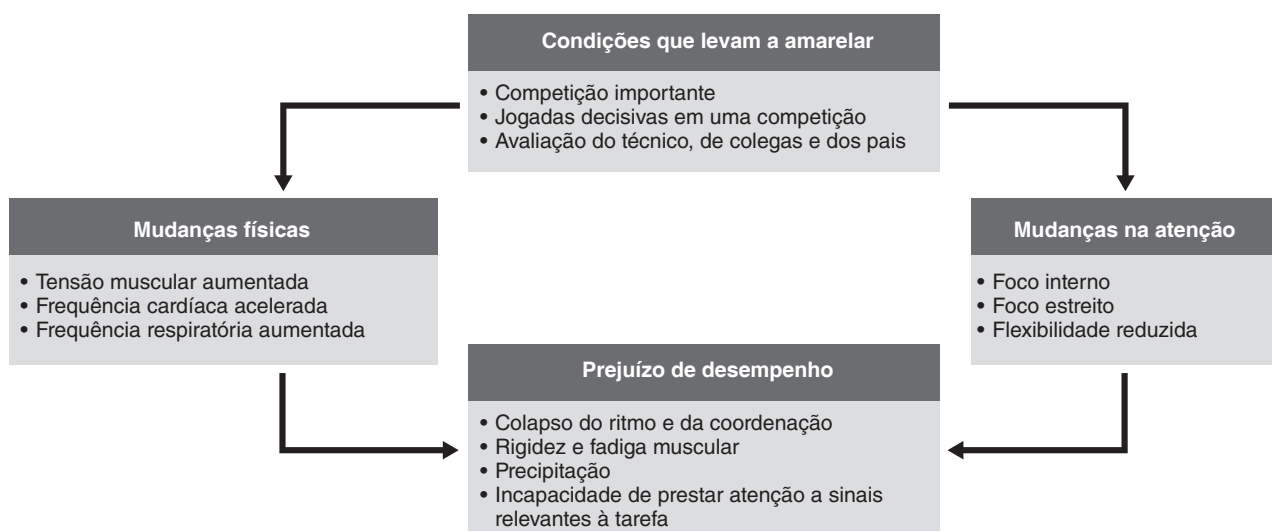 Condições que levam a amarelar
• Competição importante
• Jogadas decisivas em uma competição
• Avaliação do técnico, de colegas e dos pais
Mudanças físicas
• Tensão muscular aumentada
• Frequência cardíaca acelerada
• Frequência respiratória aumentada
Mudanças na atenção
• Foco interno
• Foco estreito
• Flexibilidade reduzida
Prejuízo de desempenho
• Colapso do ritmo e da coordenação
• Rigidez e fadiga muscular
• Precipitação
• Incapacidade de prestar atenção a sinais
relevantes à tarefa